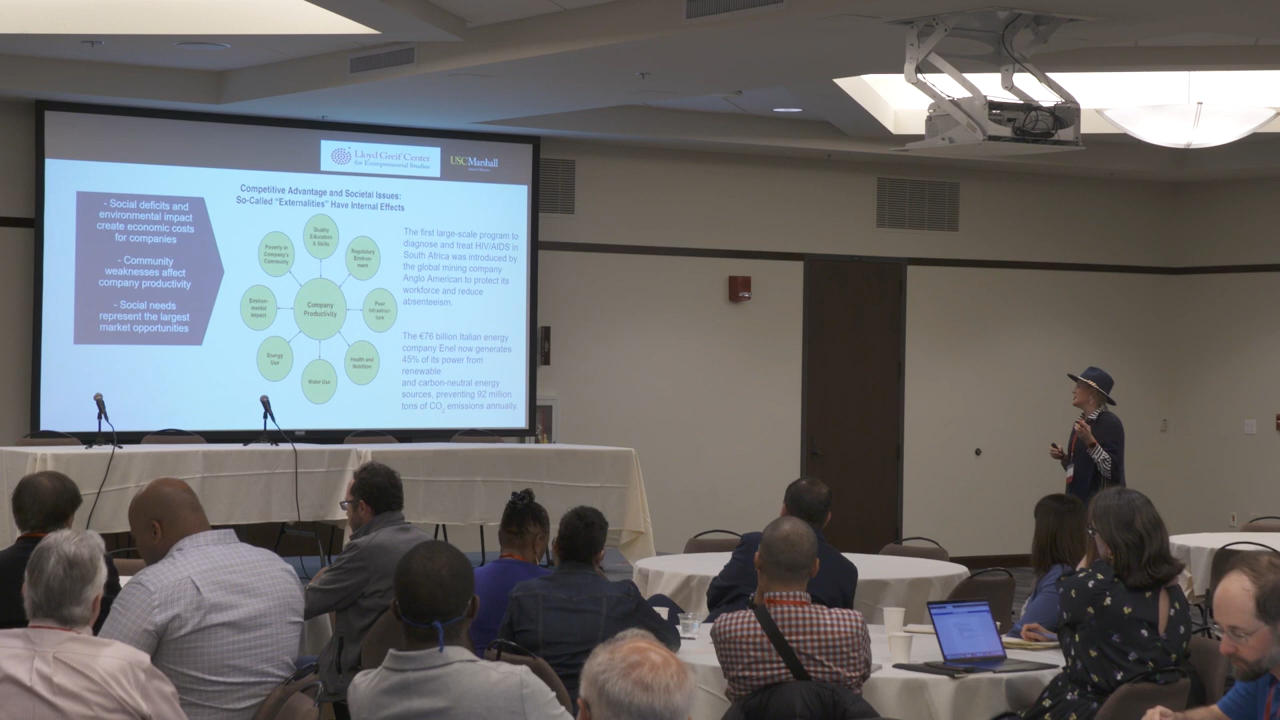 Lloyd Greif Center
for Entrepreneurial Studies
USC Marshall
Competitive Advantage and Societal Issues:
So-Called "Externalities" Have Internal Effects
- Social deficits and
environmental impact
create economic costs
for companies
- Community
weaknesses affect
company productivity
- Social needs
represent the largest
market opportunities
Quality
Education
& Skills
Regulatory
Environ-
ment
Poor
Infrastruc-
ture
Health and
Nutrition
Water Use
Energy
Use
Environ-
mental
Impact
Poverty in
Company's
Community
Company
Productivity
The first large-scale program to
diagnose and treat HIV/AIDS in
South Africa was introduced by
the global mining company
Anglo American to protect its
workforce and reduce
absenteeism.
The €76 billion Italian energy
company Enel now generates
45% of its power from
renewable
and carbon-neutral energy
sources, preventing 92 million
tons of CO2 emissions annually.